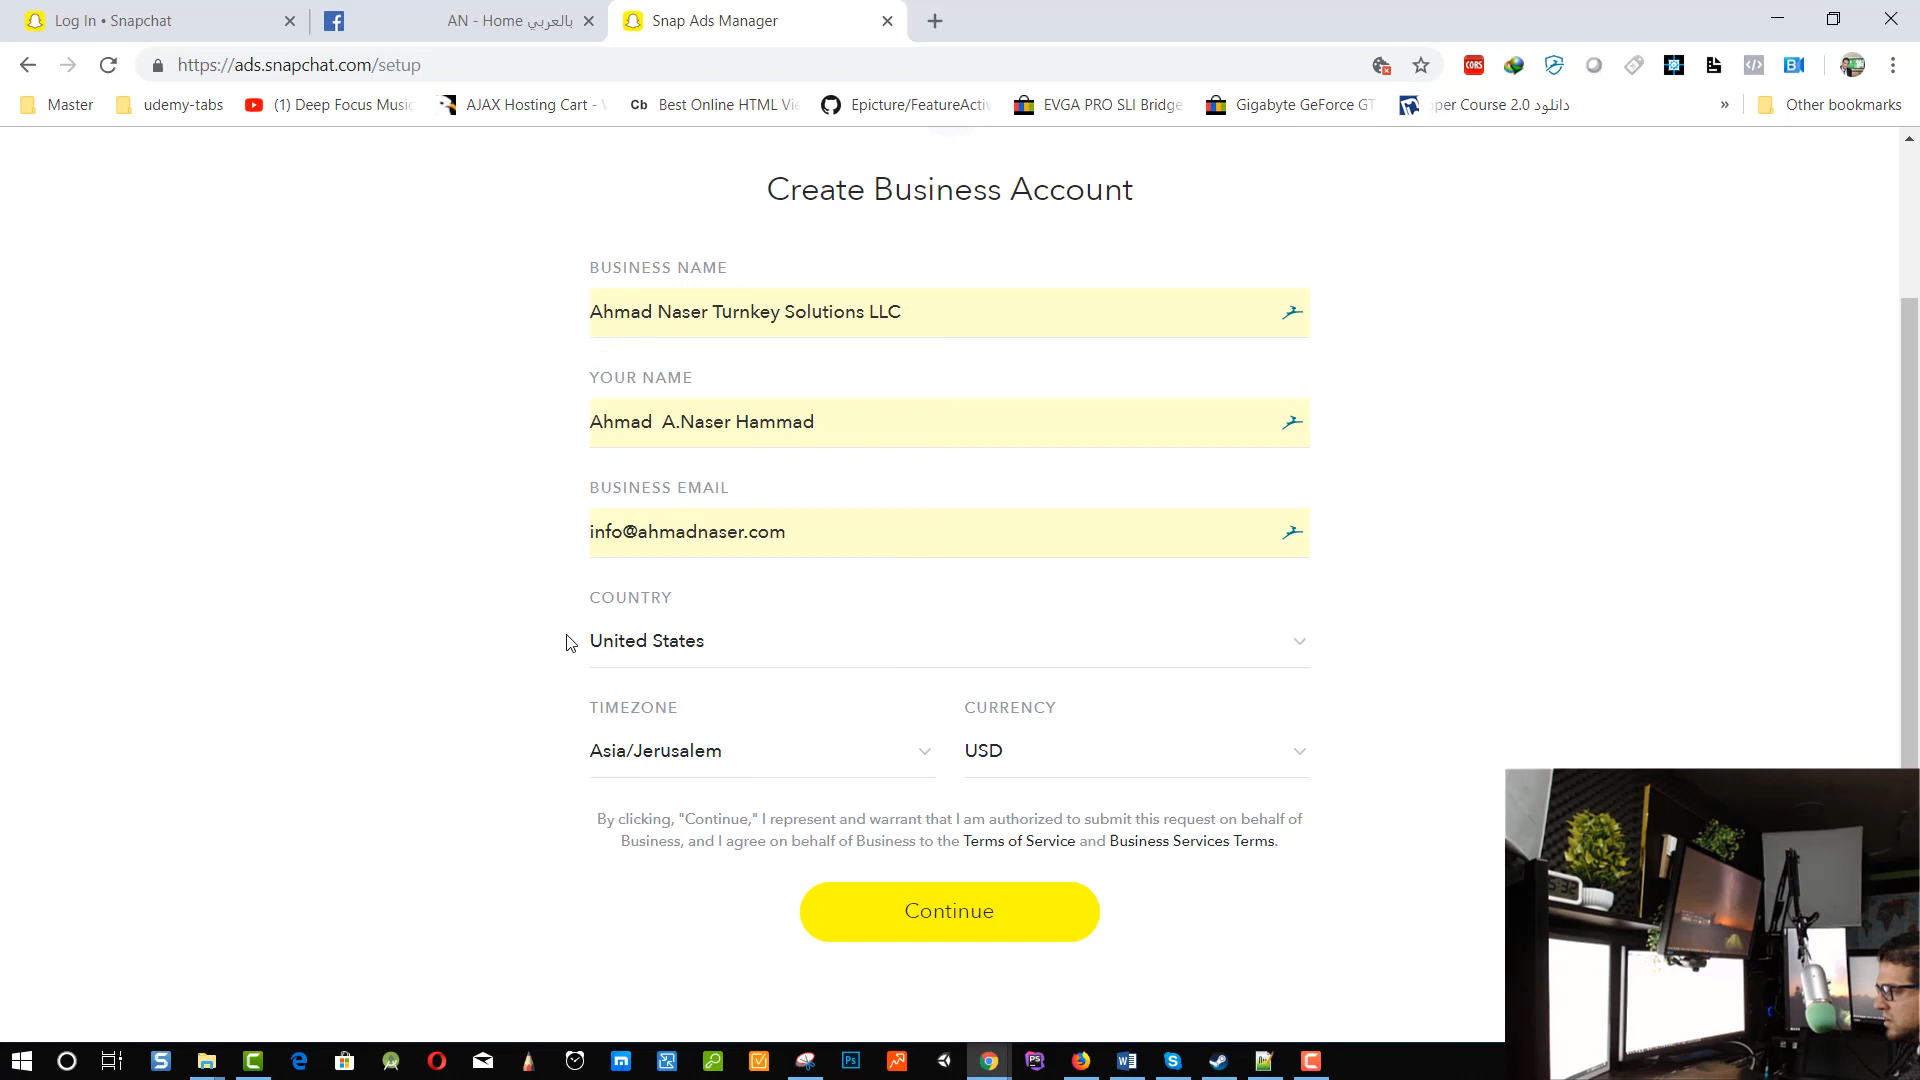 Log In • Snapchat
AN - Home بالعربي
Snap Ads Manager
https://ads.snapchat.com/setup
CORS
Master
udemy-tabs
(1) Deep Focus Music
AJAX Hosting Cart -
Cb Best Online HTML Vi
Epicture/FeatureActiv
EVGA PRO SLI Bridge
Gigabyte GeForce GT
per Course 2.0 دانلود
»
Other bookmarks
Create Business Account
BUSINESS NAME
Ahmad Naser Turnkey Solutions LLC
YOUR NAME
Ahmad  A.Naser Hammad
BUSINESS EMAIL
info@ahmadnaser.com
COUNTRY
United States
TIMEZONE
CURRENCY
Asia/Jerusalem
USD
By clicking, "Continue," I represent and warrant that I am authorized to submit this request on behalf of
Business, and I agree on behalf of Business to the Terms of Service and Business Services Terms.
Continue
5:32